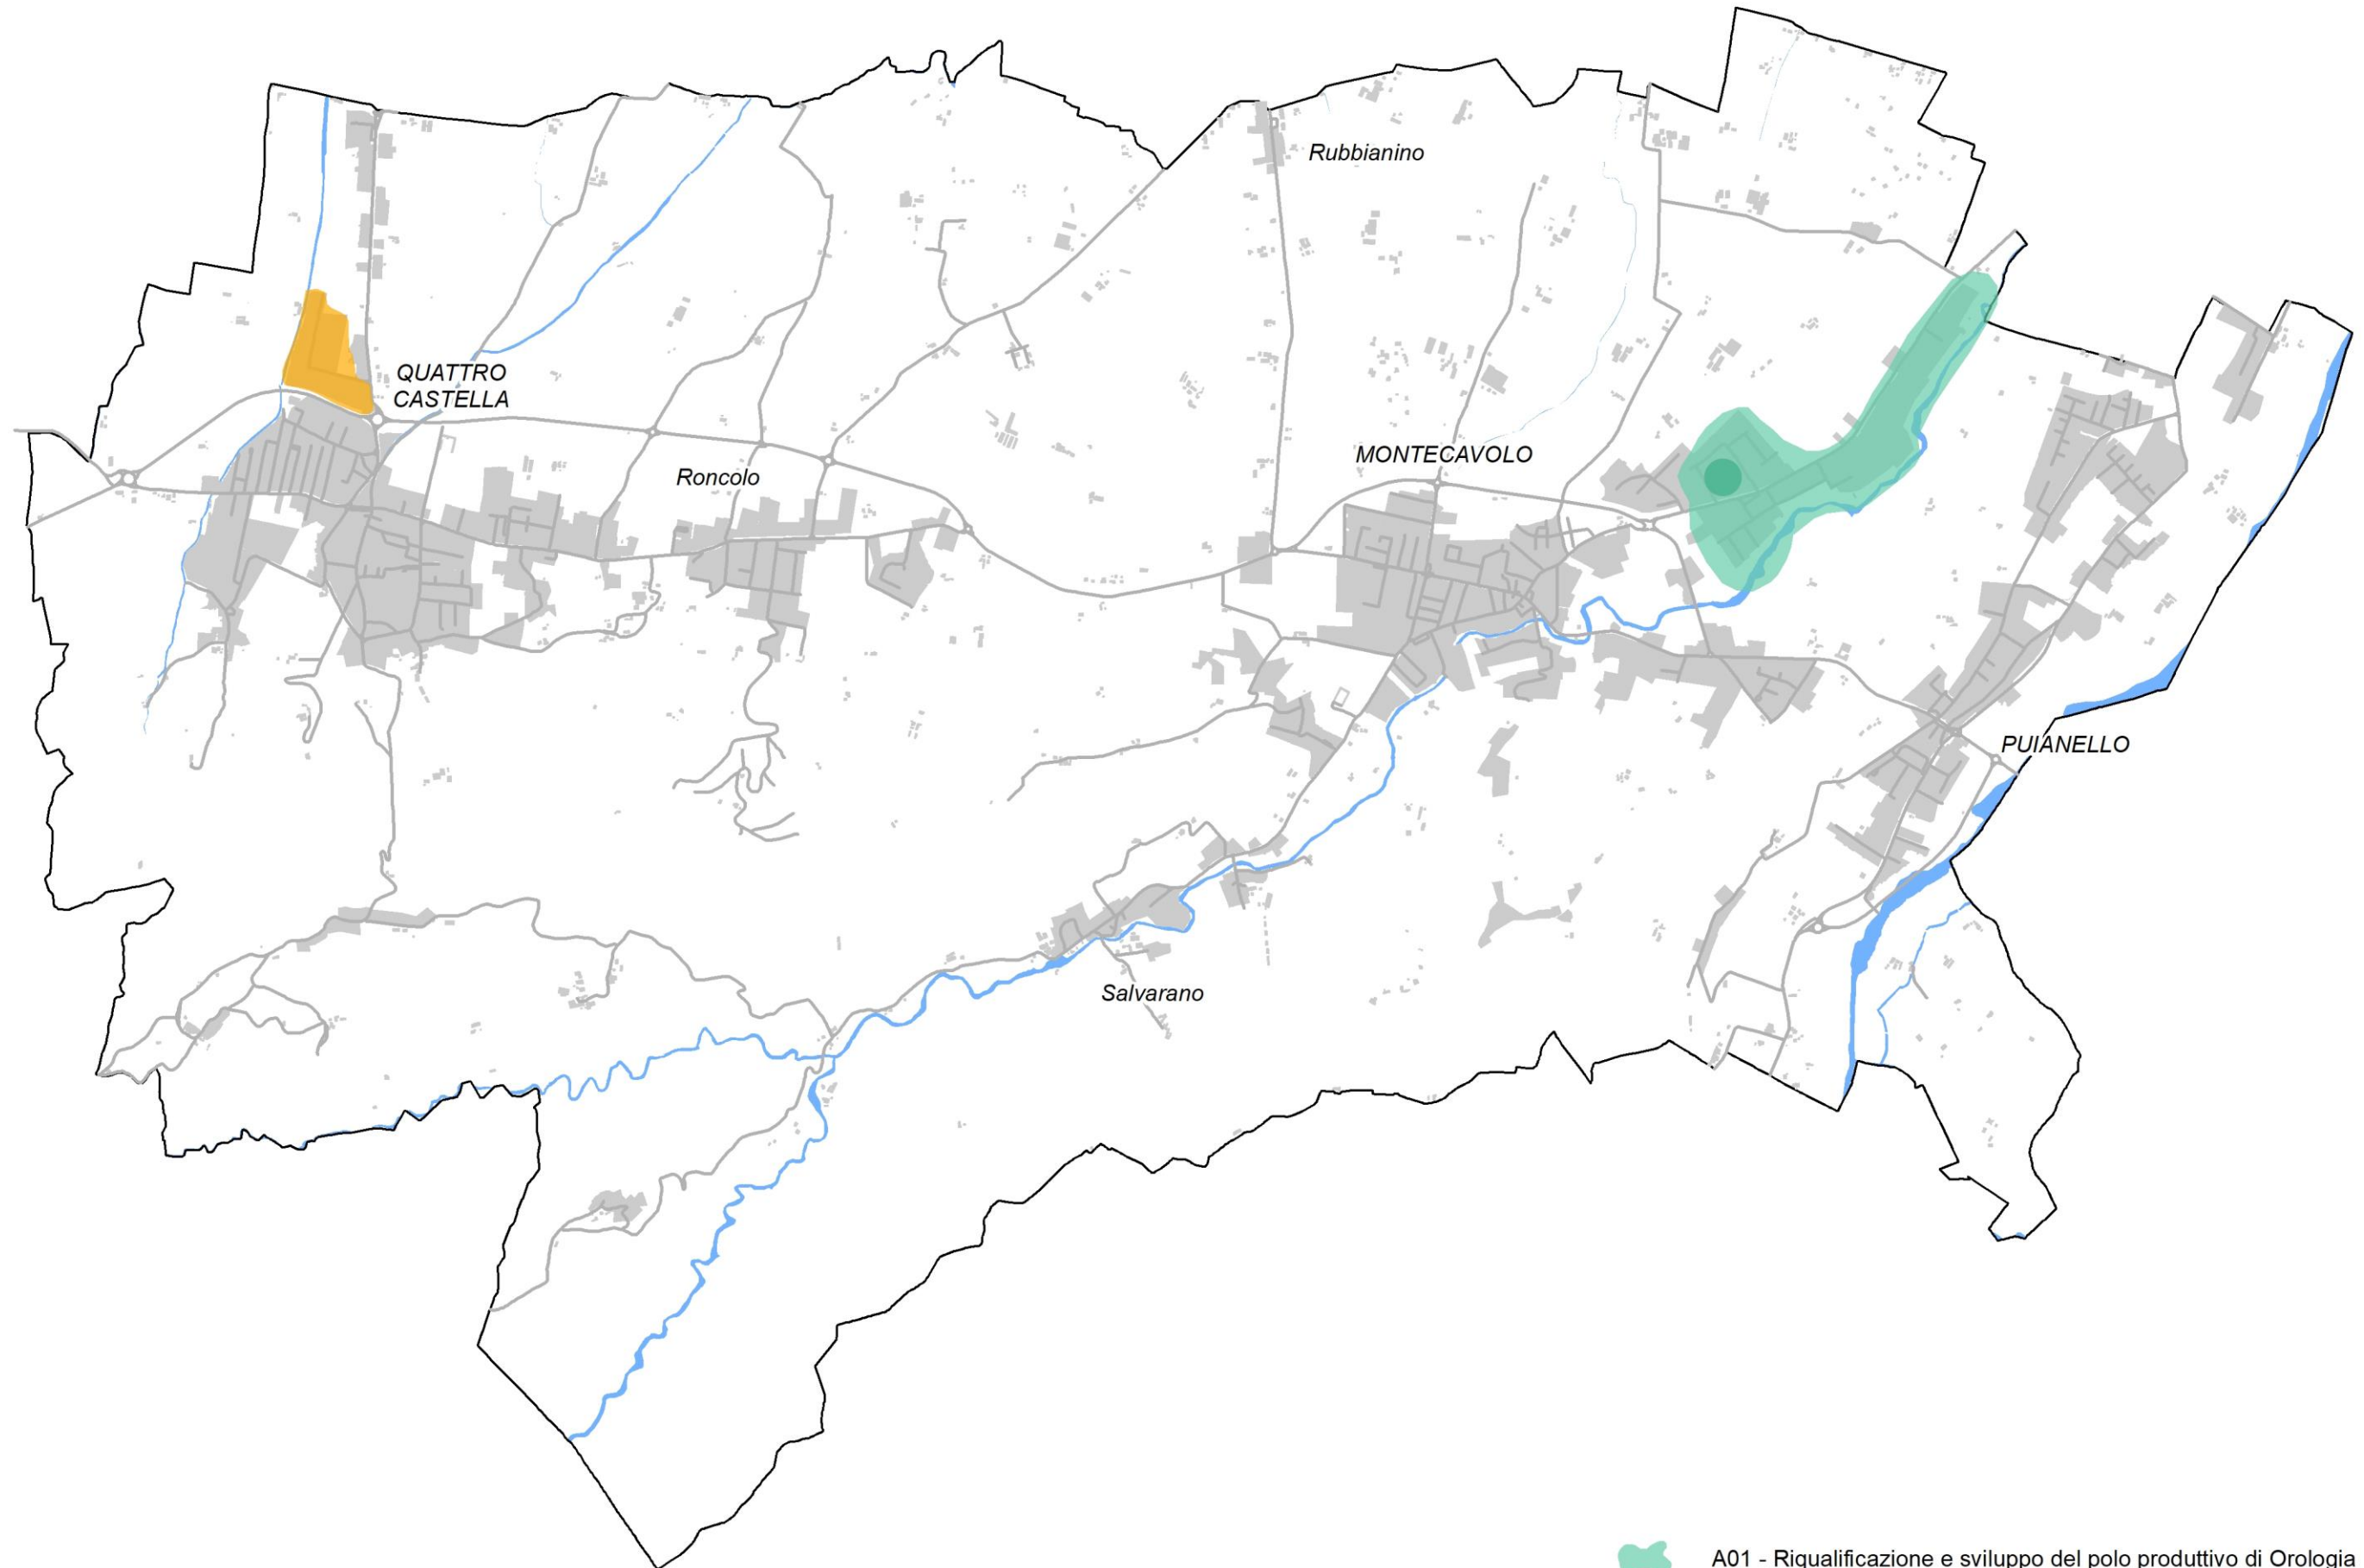 Rubbianino
QUATTRO
CASTELLA
MONTECAVOLO
Roncolo
PUIANELLO
Salvarano
A01 - Riqualificazione e sviluppo del polo produttivo di Orologia